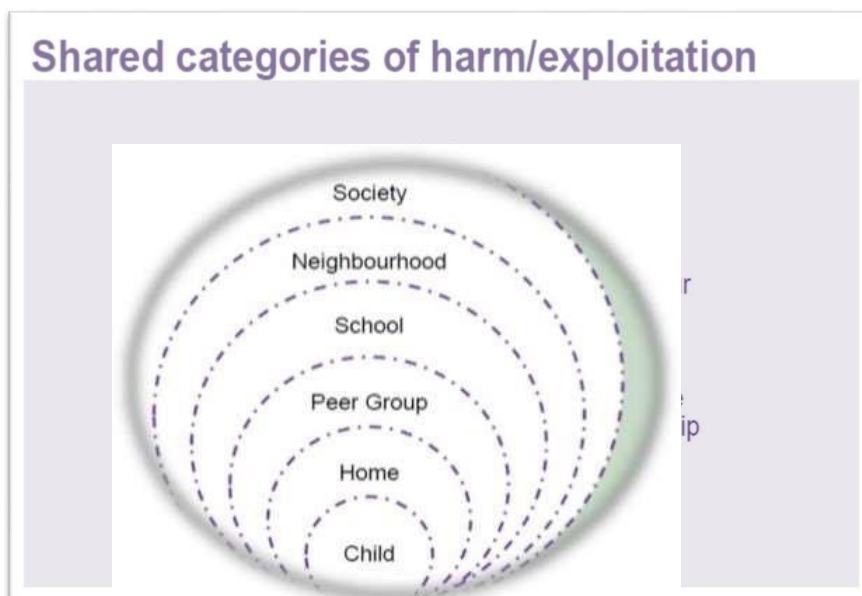 Shared categories of harm/exploitation
Society
Neighbourhood
School
Peer Group
Home
Child